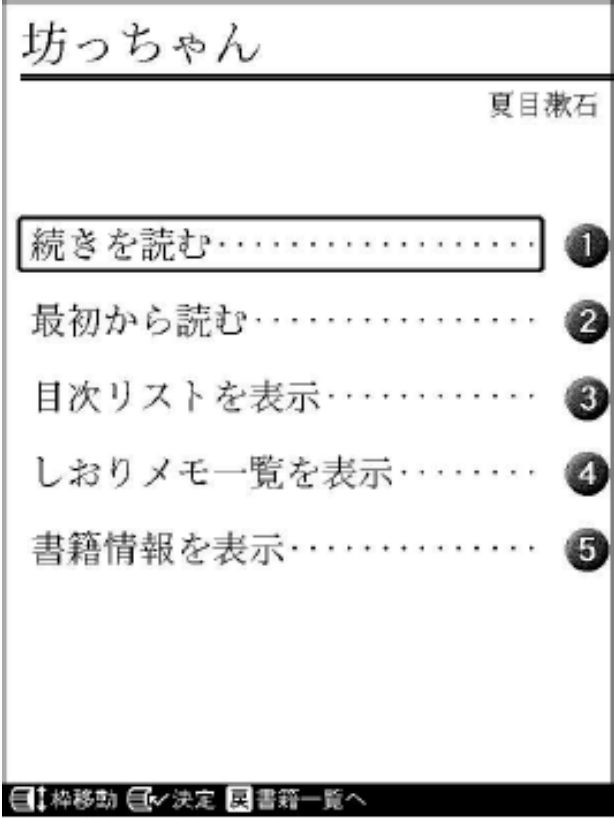 坊っちゃん
夏目漱石
続きを読む・・・・・・・・・・・・・・・・・・ 1
最初から読む・・・・・・・・・・・・・・・・ 2
目次リストを表示・・・・・・・・・・・・ 3
しおりメモ一覧を表示・・・・・・・・ 4
書籍情報を表示・・・・・・・・・・・・・・ 5
枠移動 決定 戻 書籍一覧へ